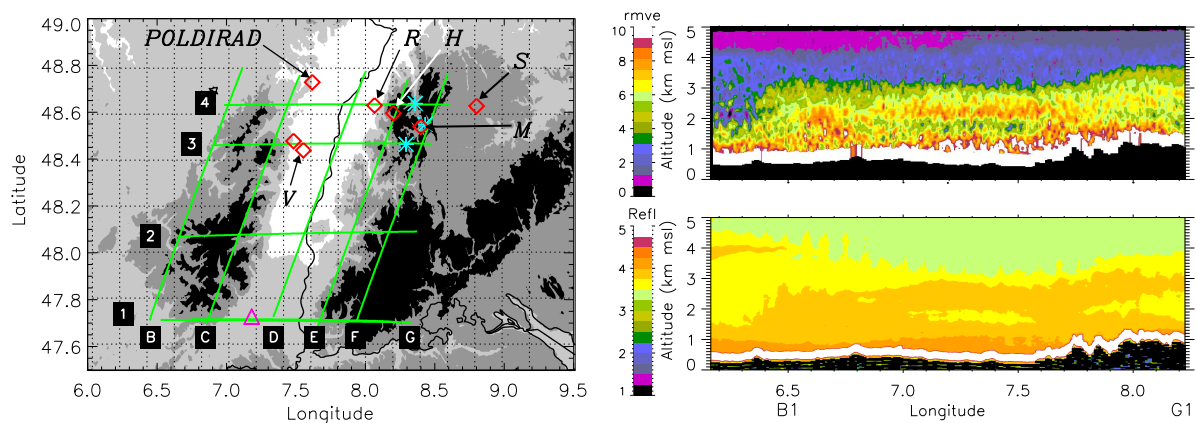 49.0
48.8
48.6
48.4
48.2
48.0
47.8
47.6
Latitude
6.0 6.5 7.0 7.5 8.0 8.5 9.0 9.5
Longitude
POLDIRAD R H S
M
V
4
3
2
1
B C D E F G
rmve
10
8
6
4
2
0
Altitude (km msl)
5
4
3
2
1
0
Refl
5
4
3
2
1
Altitude (km msl)
5
4
3
2
1
0
6.5 7.0 7.5 8.0
B1 Longitude G1